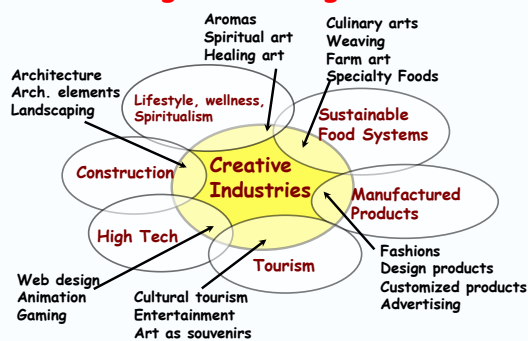 Aromas
Spiritual art
Healing art
Culinary arts
Weaving
Farm art
Specialty Foods
Architecture
Arch. elements
Landscaping
Lifestyle, wellness,
Spiritualism
Sustainable
Food Systems
Construction
Creative
Industries
Manufactured
Products
High Tech
Tourism
Web design
Animation
Gaming
Cultural tourism
Entertainment
Art as souvenirs
Fashions
Design products
Customized products
Advertising